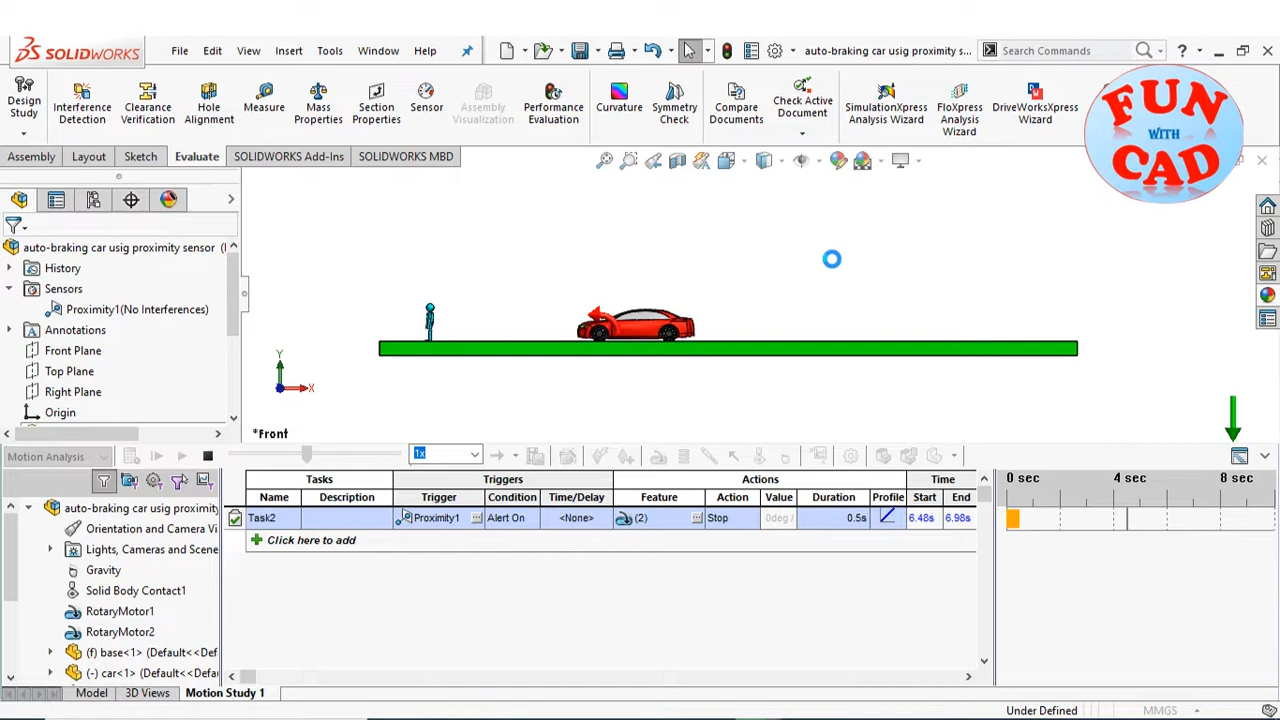 SOLIDWORKS
File Edit View Insert Tools Window Help
auto-braking car usig proximity s...
Search Commands
?
Design Study
Interference Detection
Clearance Verification
Hole Alignment
Measure
Mass Properties
Section Properties
Sensor
Assembly Visualization
Performance Evaluation
Curvature
Symmetry Check
Compare Documents
Check Active Document
SimulationXpress Analysis Wizard
FloXpress Analysis Wizard
DriveWorksXpress Wizard
FUN
WITH
CAD
Assembly Layout Sketch Evaluate SOLIDWORKS Add-Ins SOLIDWORKS MBD
auto-braking car usig proximity sensor (
History
Sensors
Proximity1(No Interferences)
Annotations
Front Plane
Top Plane
Right Plane
Origin
Y
X
*Front
Motion Analysis
1x
Tasks Triggers Actions Time
Name Description Trigger Condition Time/Delay Feature Action Value Duration Profile Start End
Task2 Proximity1 Alert On <None> (2) Stop 0deg / 0.5s 6.48s 6.98s
Click here to add
0 sec 4 sec 8 sec
auto-braking car usig proximity
Orientation and Camera Vi
Lights, Cameras and Scene
Gravity
Solid Body Contact1
RotaryMotor1
RotaryMotor2
(f) base<1> (Default<<Def
(-) car<1> (Default<<Defa
Model 3D Views Motion Study 1
Under Defined MMGS